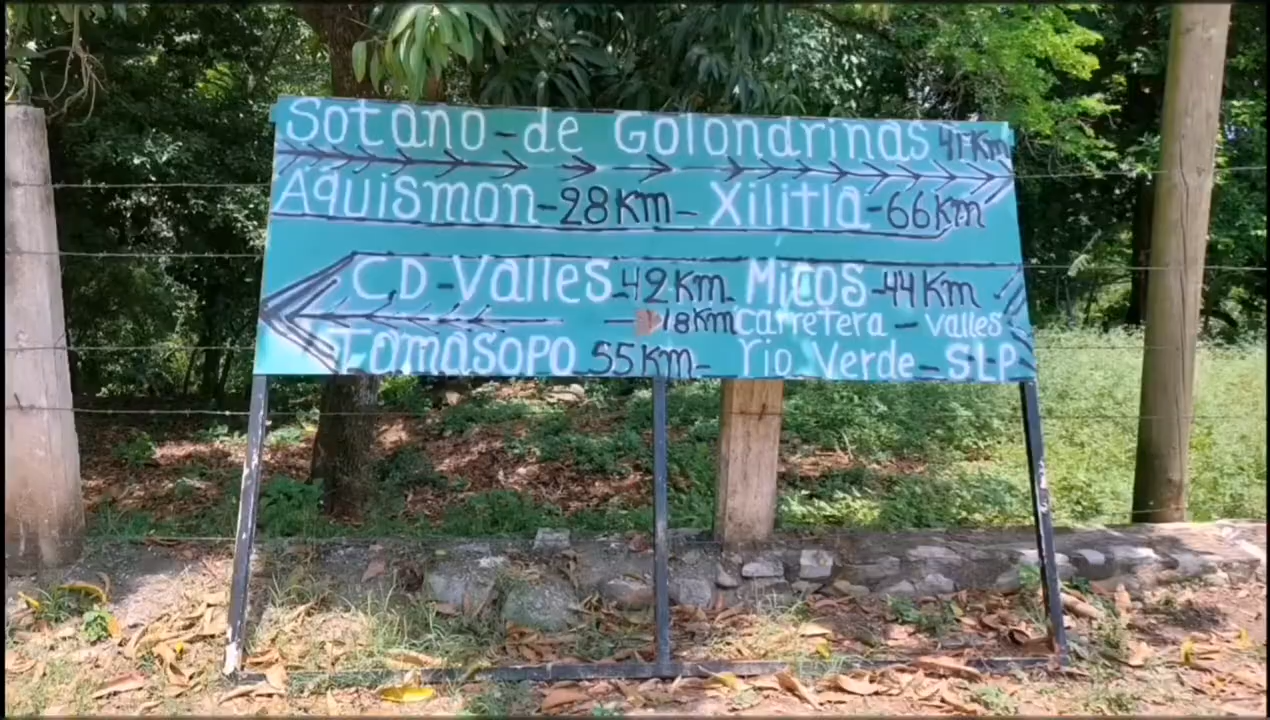 Sotano-de Golondrinas 41Km
Aquismon-28Km-Xilitla-66Km
CD-Valles-42Km-Micos-44Km
18Km carretera-valles
Tamasopo 55Km-rio Verde-SLP